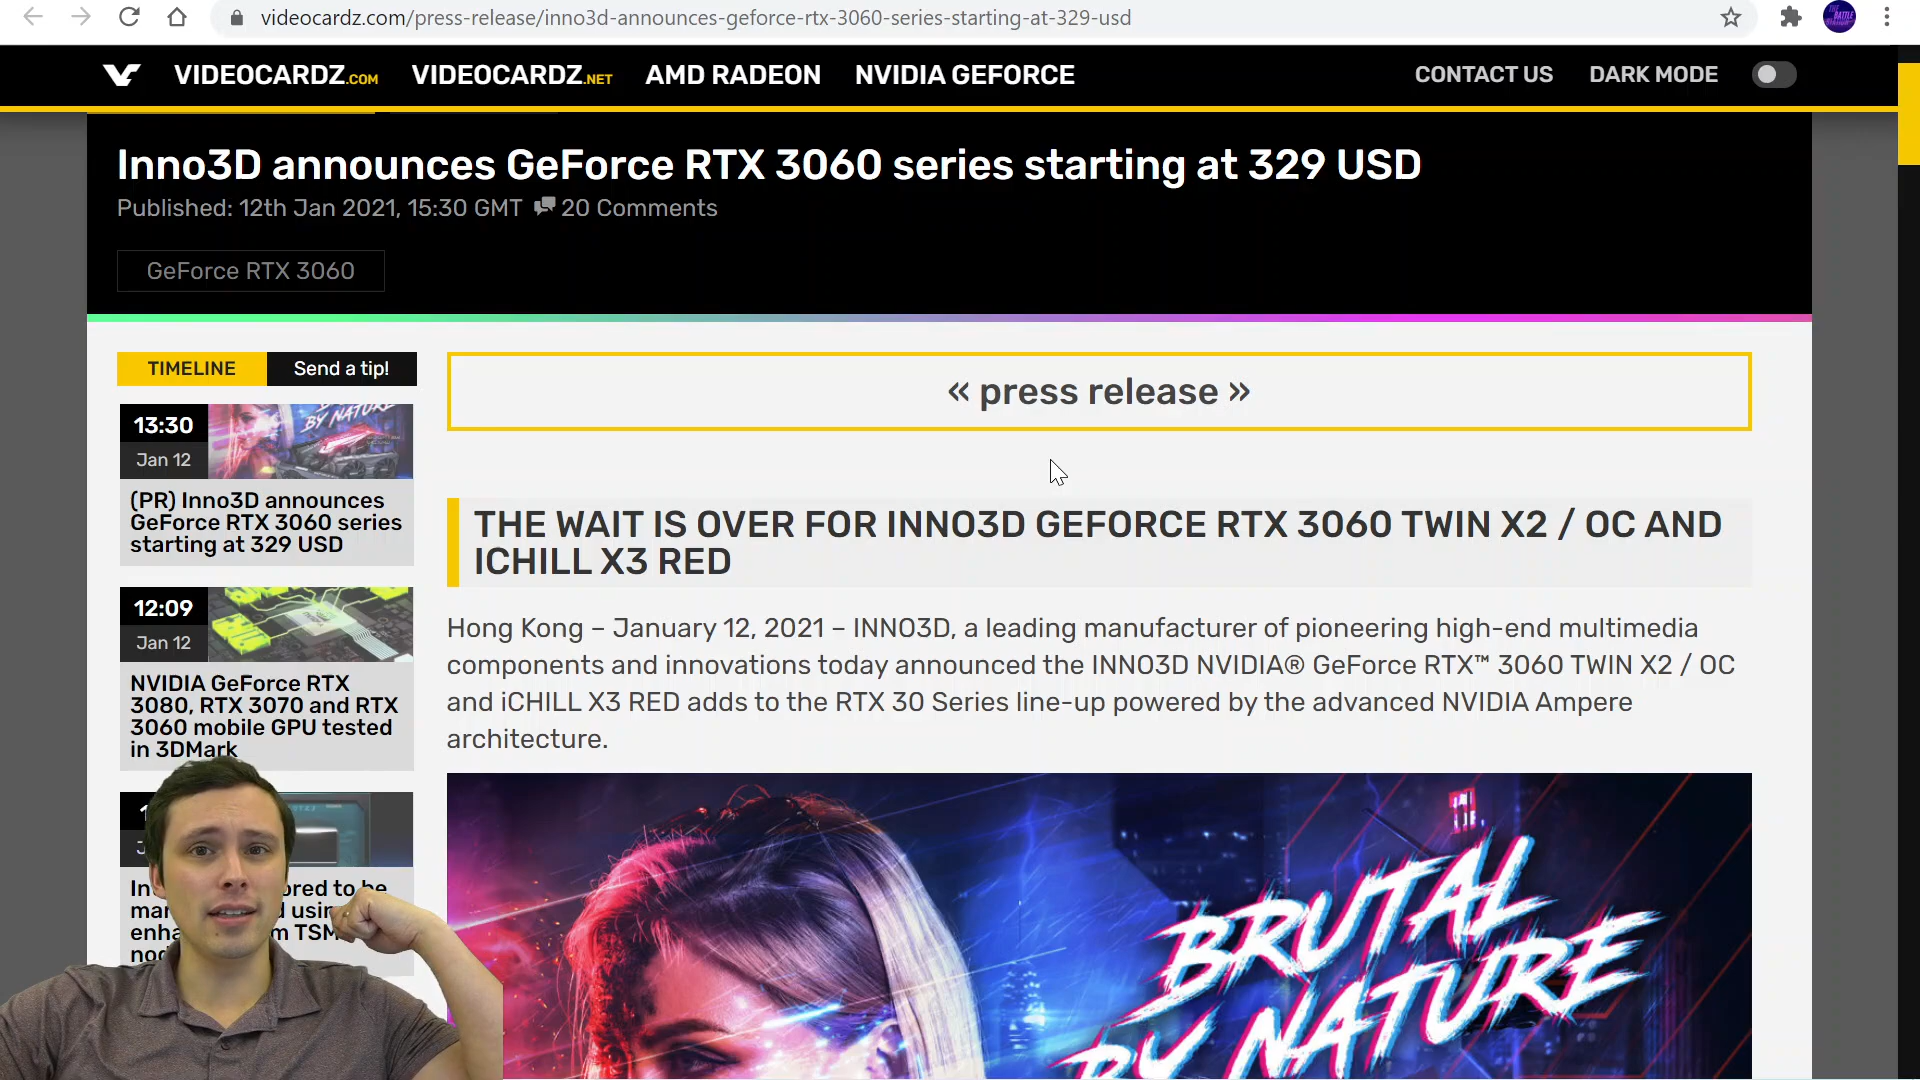 videocardz.com/press-release/inno3d-announces-geforce-rtx-3060-series-starting-at-329-usd
VIDEOCARDZ.COM VIDEOCARDZ.NET AMD RADEON NVIDIA GEFORCE CONTACT US DARK MODE
Inno3D announces GeForce RTX 3060 series starting at 329 USD
Published: 12th Jan 2021, 15:30 GMT 20 Comments
GeForce RTX 3060
TIMELINE Send a tip!
13:30
Jan 12
BY NATURE
(PR) Inno3D announces
GeForce RTX 3060 series
starting at 329 USD
12:09
Jan 12
NVIDIA GeForce RTX
3080, RTX 3070 and RTX
3060 mobile GPU tested
in 3DMark
to be
« press release »
THE WAIT IS OVER FOR INNO3D GEFORCE RTX 3060 TWIN X2 / OC AND
ICHILL X3 RED
Hong Kong – January 12, 2021 – INNO3D, a leading manufacturer of pioneering high-end multimedia
components and innovations today announced the INNO3D NVIDIA® GeForce RTX™ 3060 TWIN X2 / OC
and iCHILL X3 RED adds to the RTX 30 Series line-up powered by the advanced NVIDIA Ampere
architecture.
BRUTAL
BY NATURE